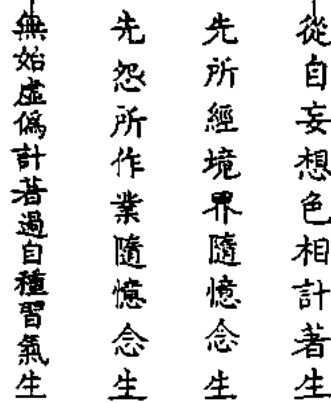 從自妄想色相計著生
先所經境界隨憶念生
先怨所作業隨憶念生
無始虛偽計著過自種習氣生